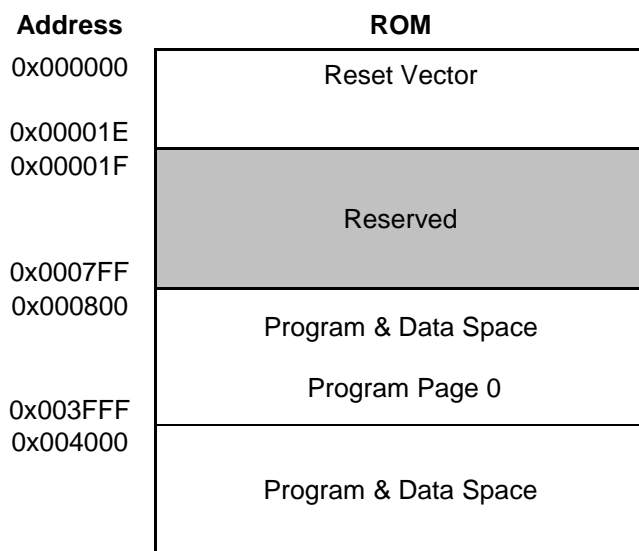 Address ROM
0x000000 Reset Vector
0x00001E
0x00001F
Reserved
0x0007FF
0x000800
Program & Data Space
Program Page 0
0x003FFF
0x004000
Program & Data Space